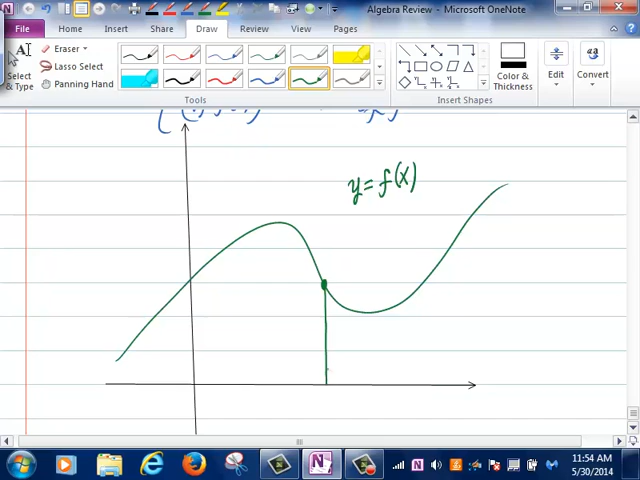 Algebra Review - OneNote
File
Home
Insert
Share
Draw
Review
View
Pages
Select & Type
Eraser
Lasso Select
Panning Hand
Color & Thickness
Edit
Convert
Tools
Insert Shapes
y = f(x)
11:54 AM
5/30/2014